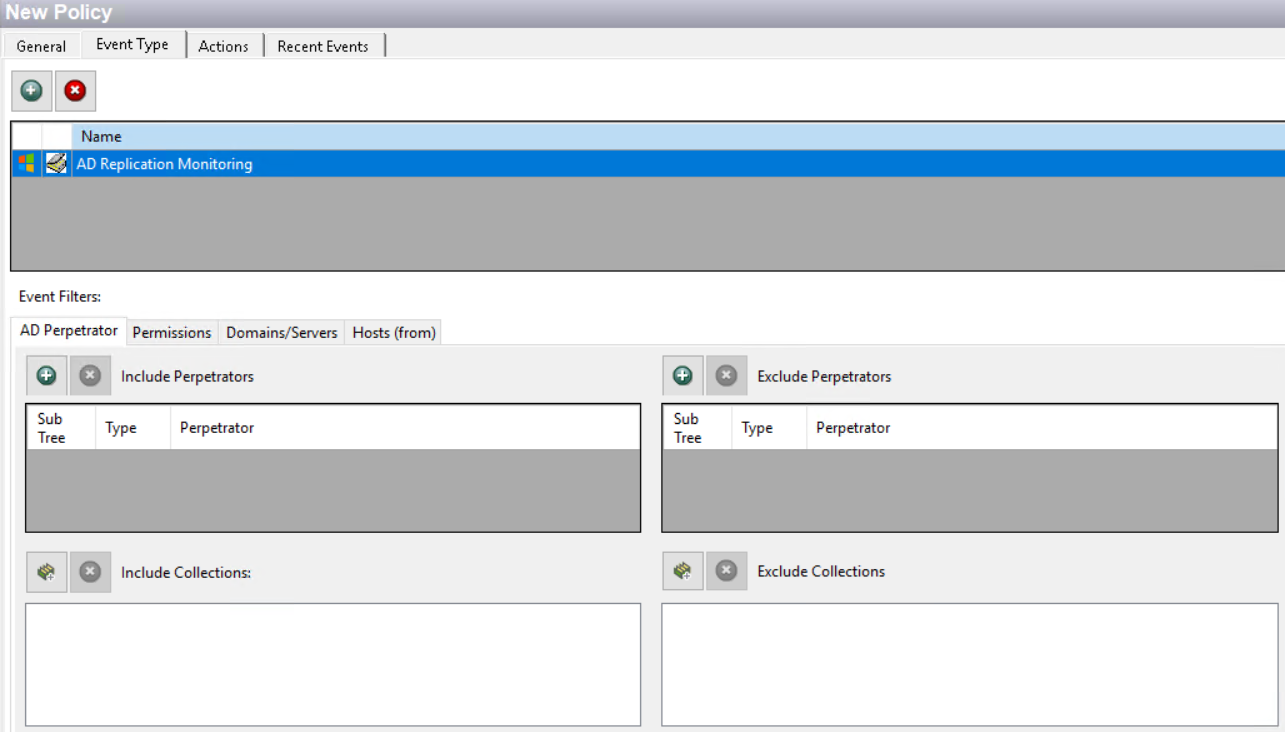 New Policy
General Event Type Actions Recent Events
Name
AD Replication Monitoring
Event Filters:
AD Perpetrator Permissions Domains/Servers Hosts (from)
Include Perpetrators Exclude Perpetrators
Sub Tree Type Perpetrator Sub Tree Type Perpetrator
Include Collections: Exclude Collections